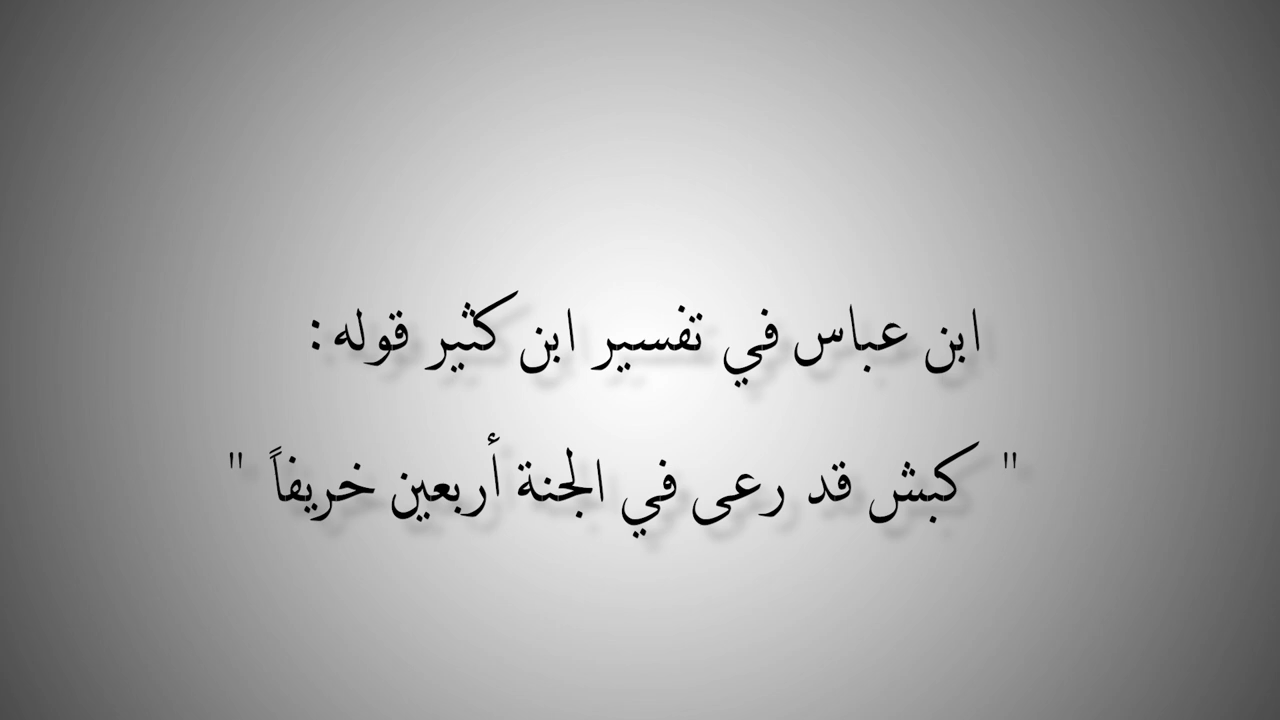 ابن عباس في تفسير ابن كثير قوله :
" كبش قد رعى في الجنة أربعين خريفاً "